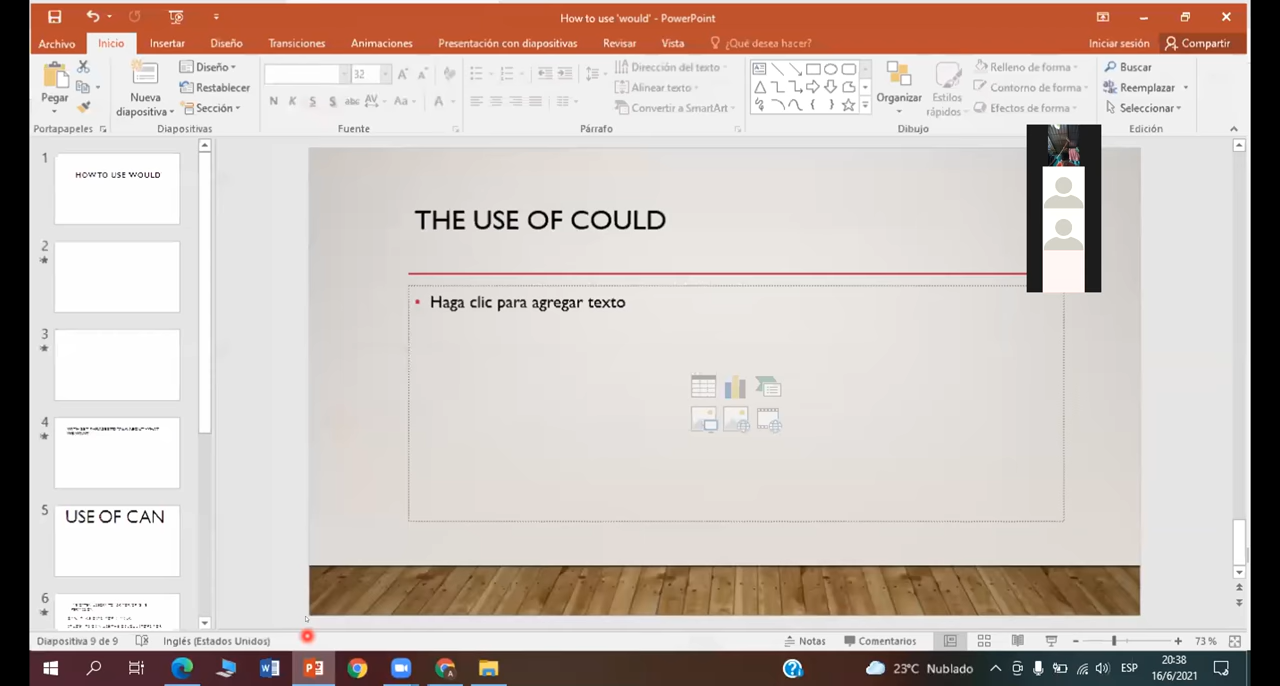 How to use 'would' - PowerPoint
Archivo Inicio Insertar Diseño Transiciones Animaciones Presentación con diapositivas Revisar Vista ¿Qué desea hacer? Iniciar sesión Compartir
Pegar
Nueva diapositiva
Diseño
Restablecer
Sección
32
N K S S abc AV Aa A
Dirección del texto
Alinear texto
Convertir a SmartArt
Organizar
Estilos rápidos
Relleno de forma
Contorno de forma
Efectos de forma
Buscar
Reemplazar
Seleccionar
Portapapeles Diapositivas Fuente Párrafo Dibujo Edición
1
HOW TO USE WOULD
2
3
4
5
USE OF CAN
6
THE USE OF COULD
• Haga clic para agregar texto
Diapositiva 9 de 9 Inglés (Estados Unidos) Notas Comentarios 73 %
23°C Nublado ESP 20:38
16/6/2021